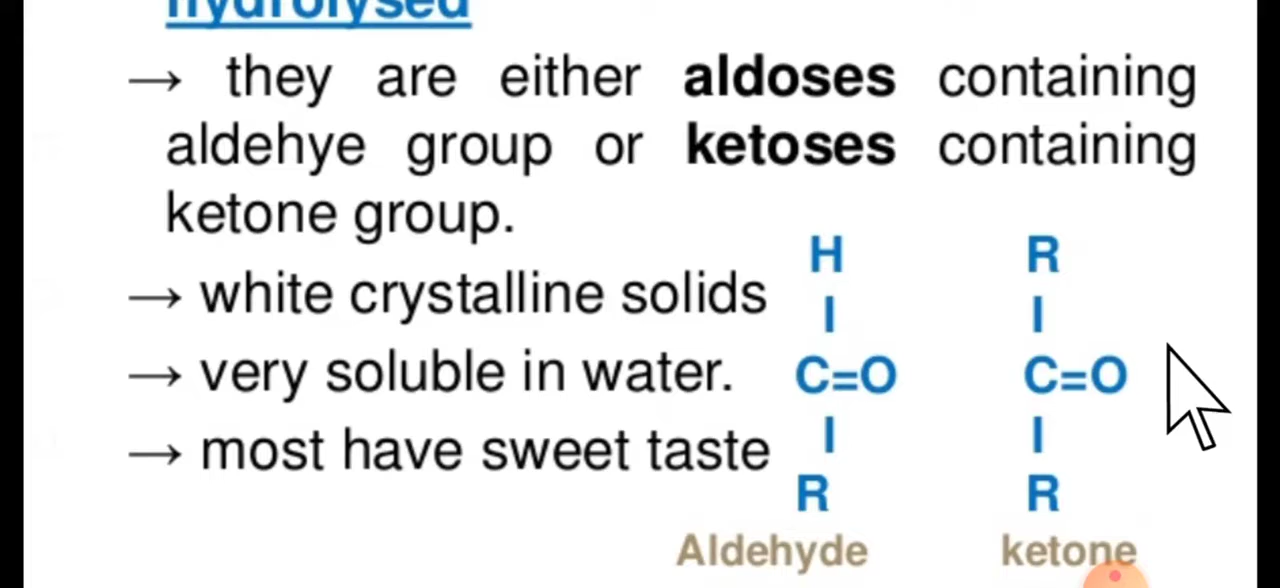 hydrolysed
→ they are either aldoses containing
aldehye group or ketoses containing
ketone group.
→ white crystalline solids
→ very soluble in water.
→ most have sweet taste
H R
I I
C=O C=O
I I
R R
Aldehyde ketone